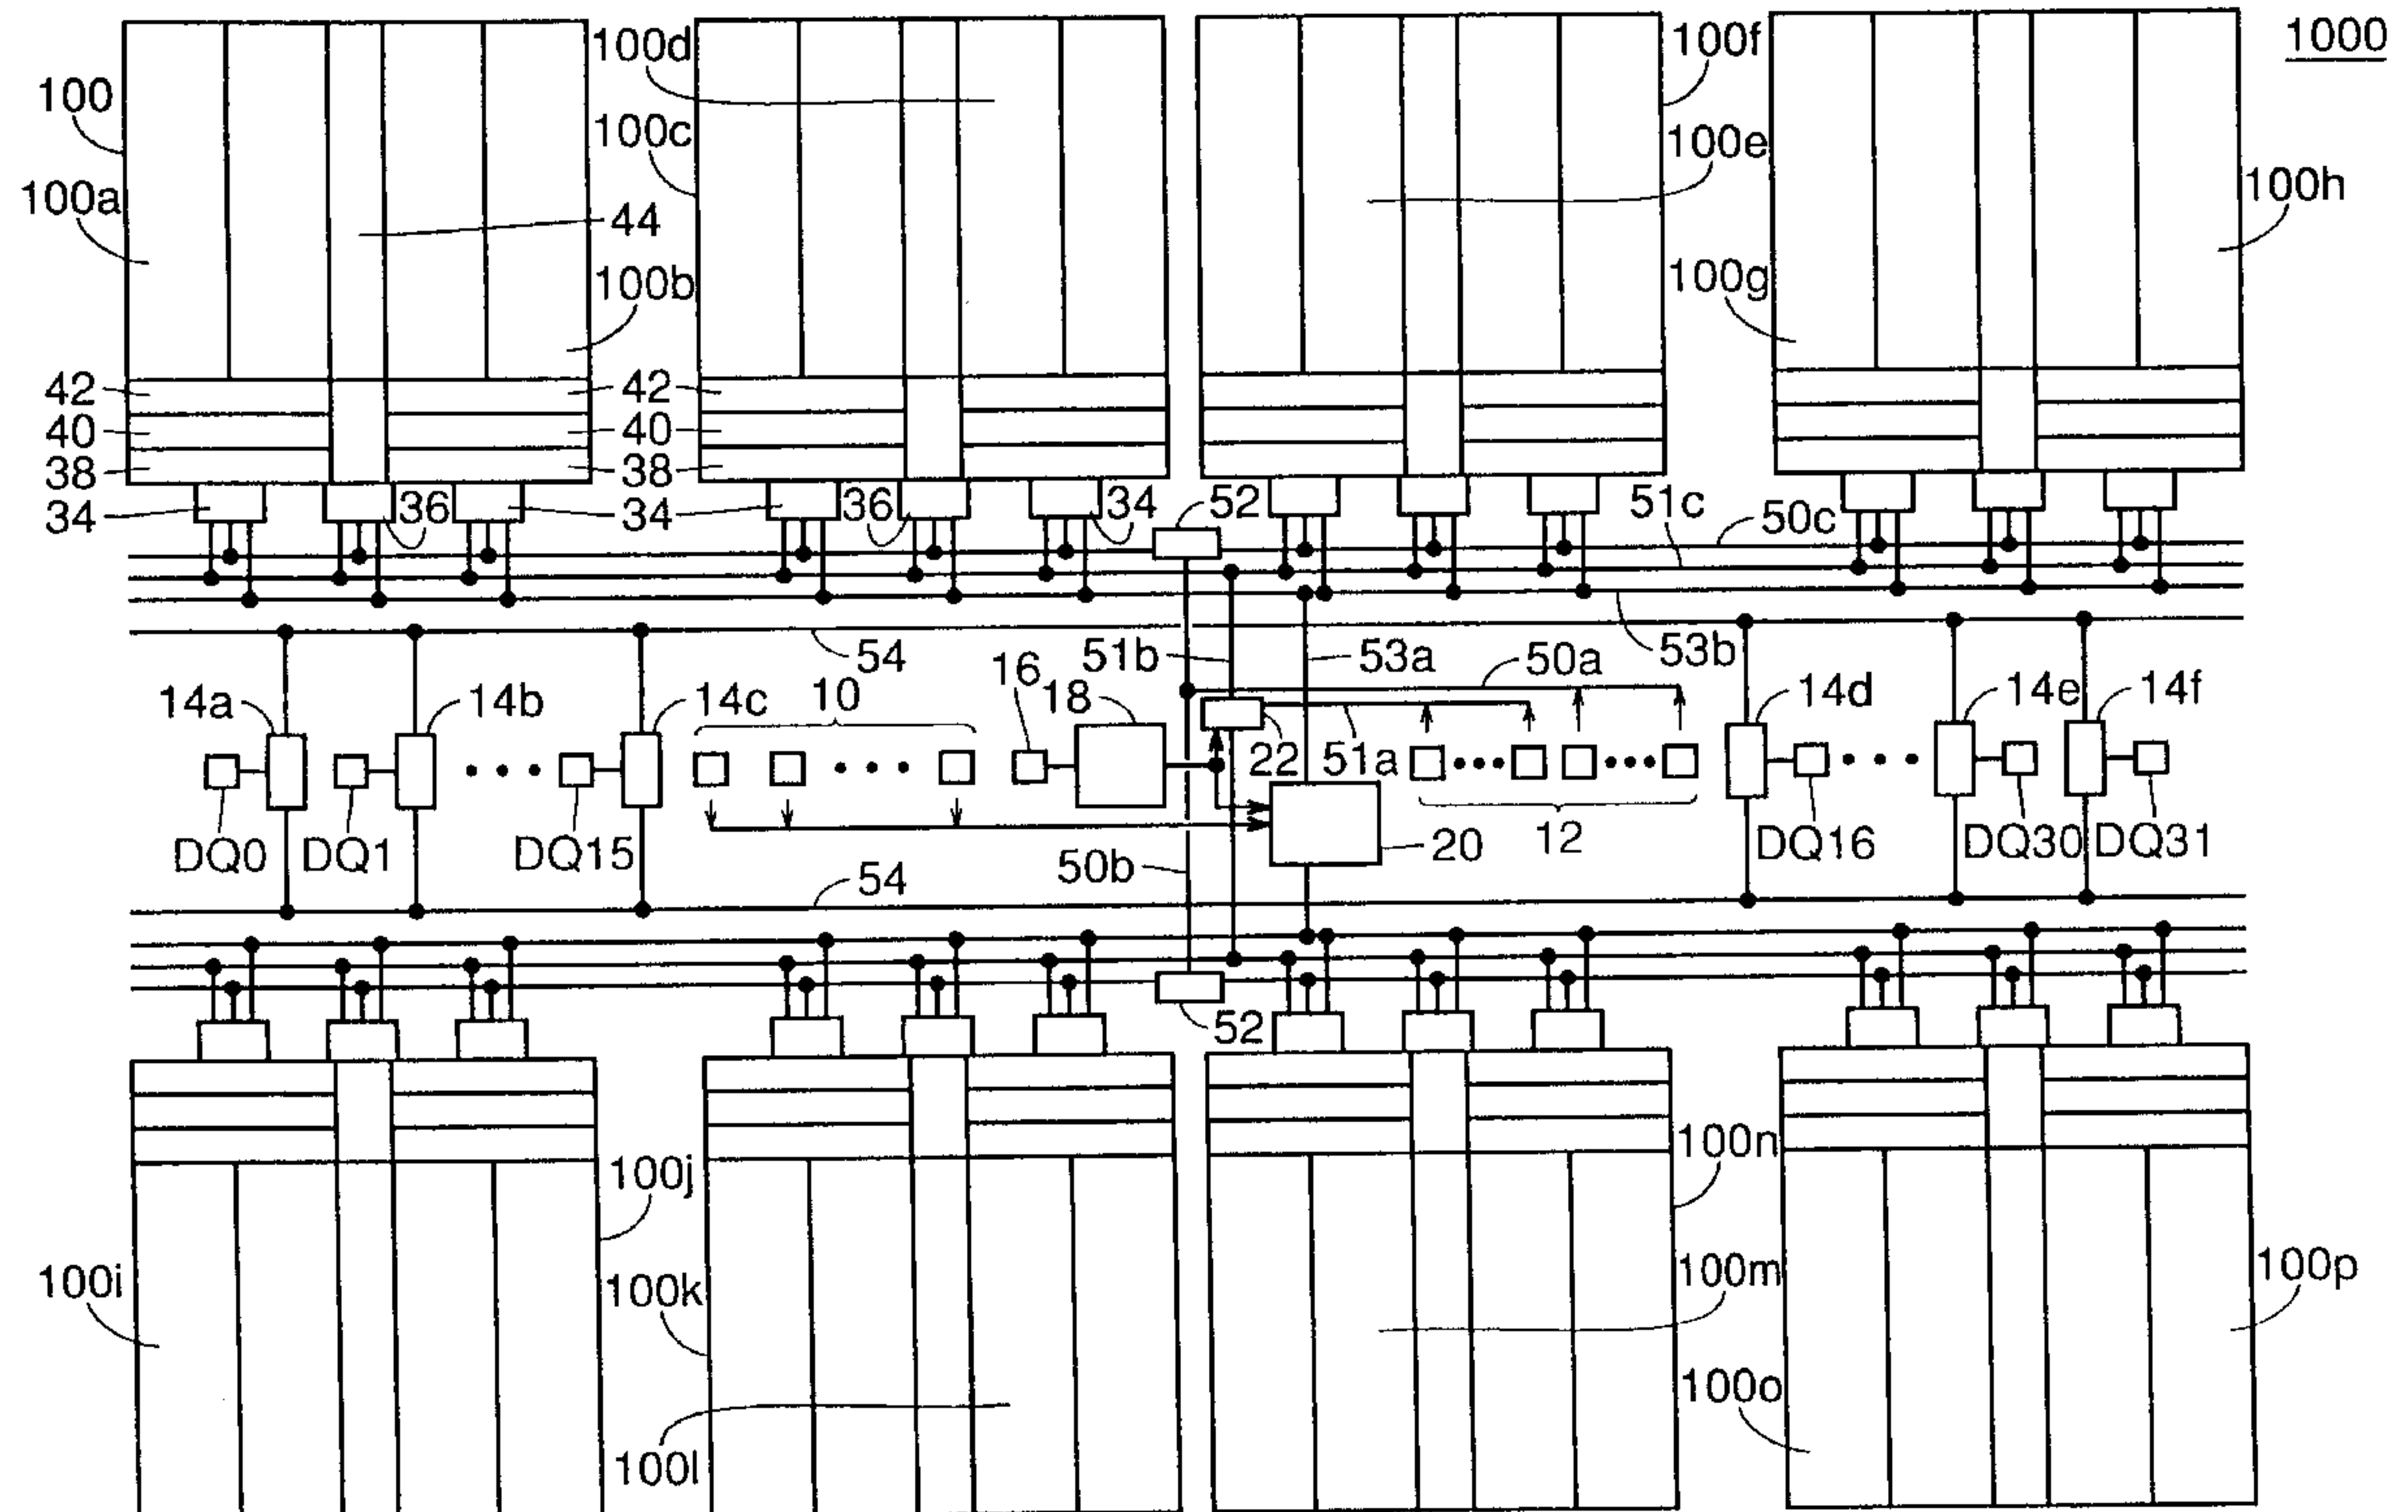 1000
100d
100f
100
100c
100e
100a
100h
44
100b
100g
42
42
40
40
38
38
34
36
34
36
34
52
51c
50c
54
16
51b
53a
50a
53b
14a
14b
14c
10
18
14d
14e
14f
22
51a
DQ0
DQ1
DQ15
50b
20
12
DQ16
DQ30
DQ31
54
52
100j
100n
100i
100k
100m
100p
100o
100l